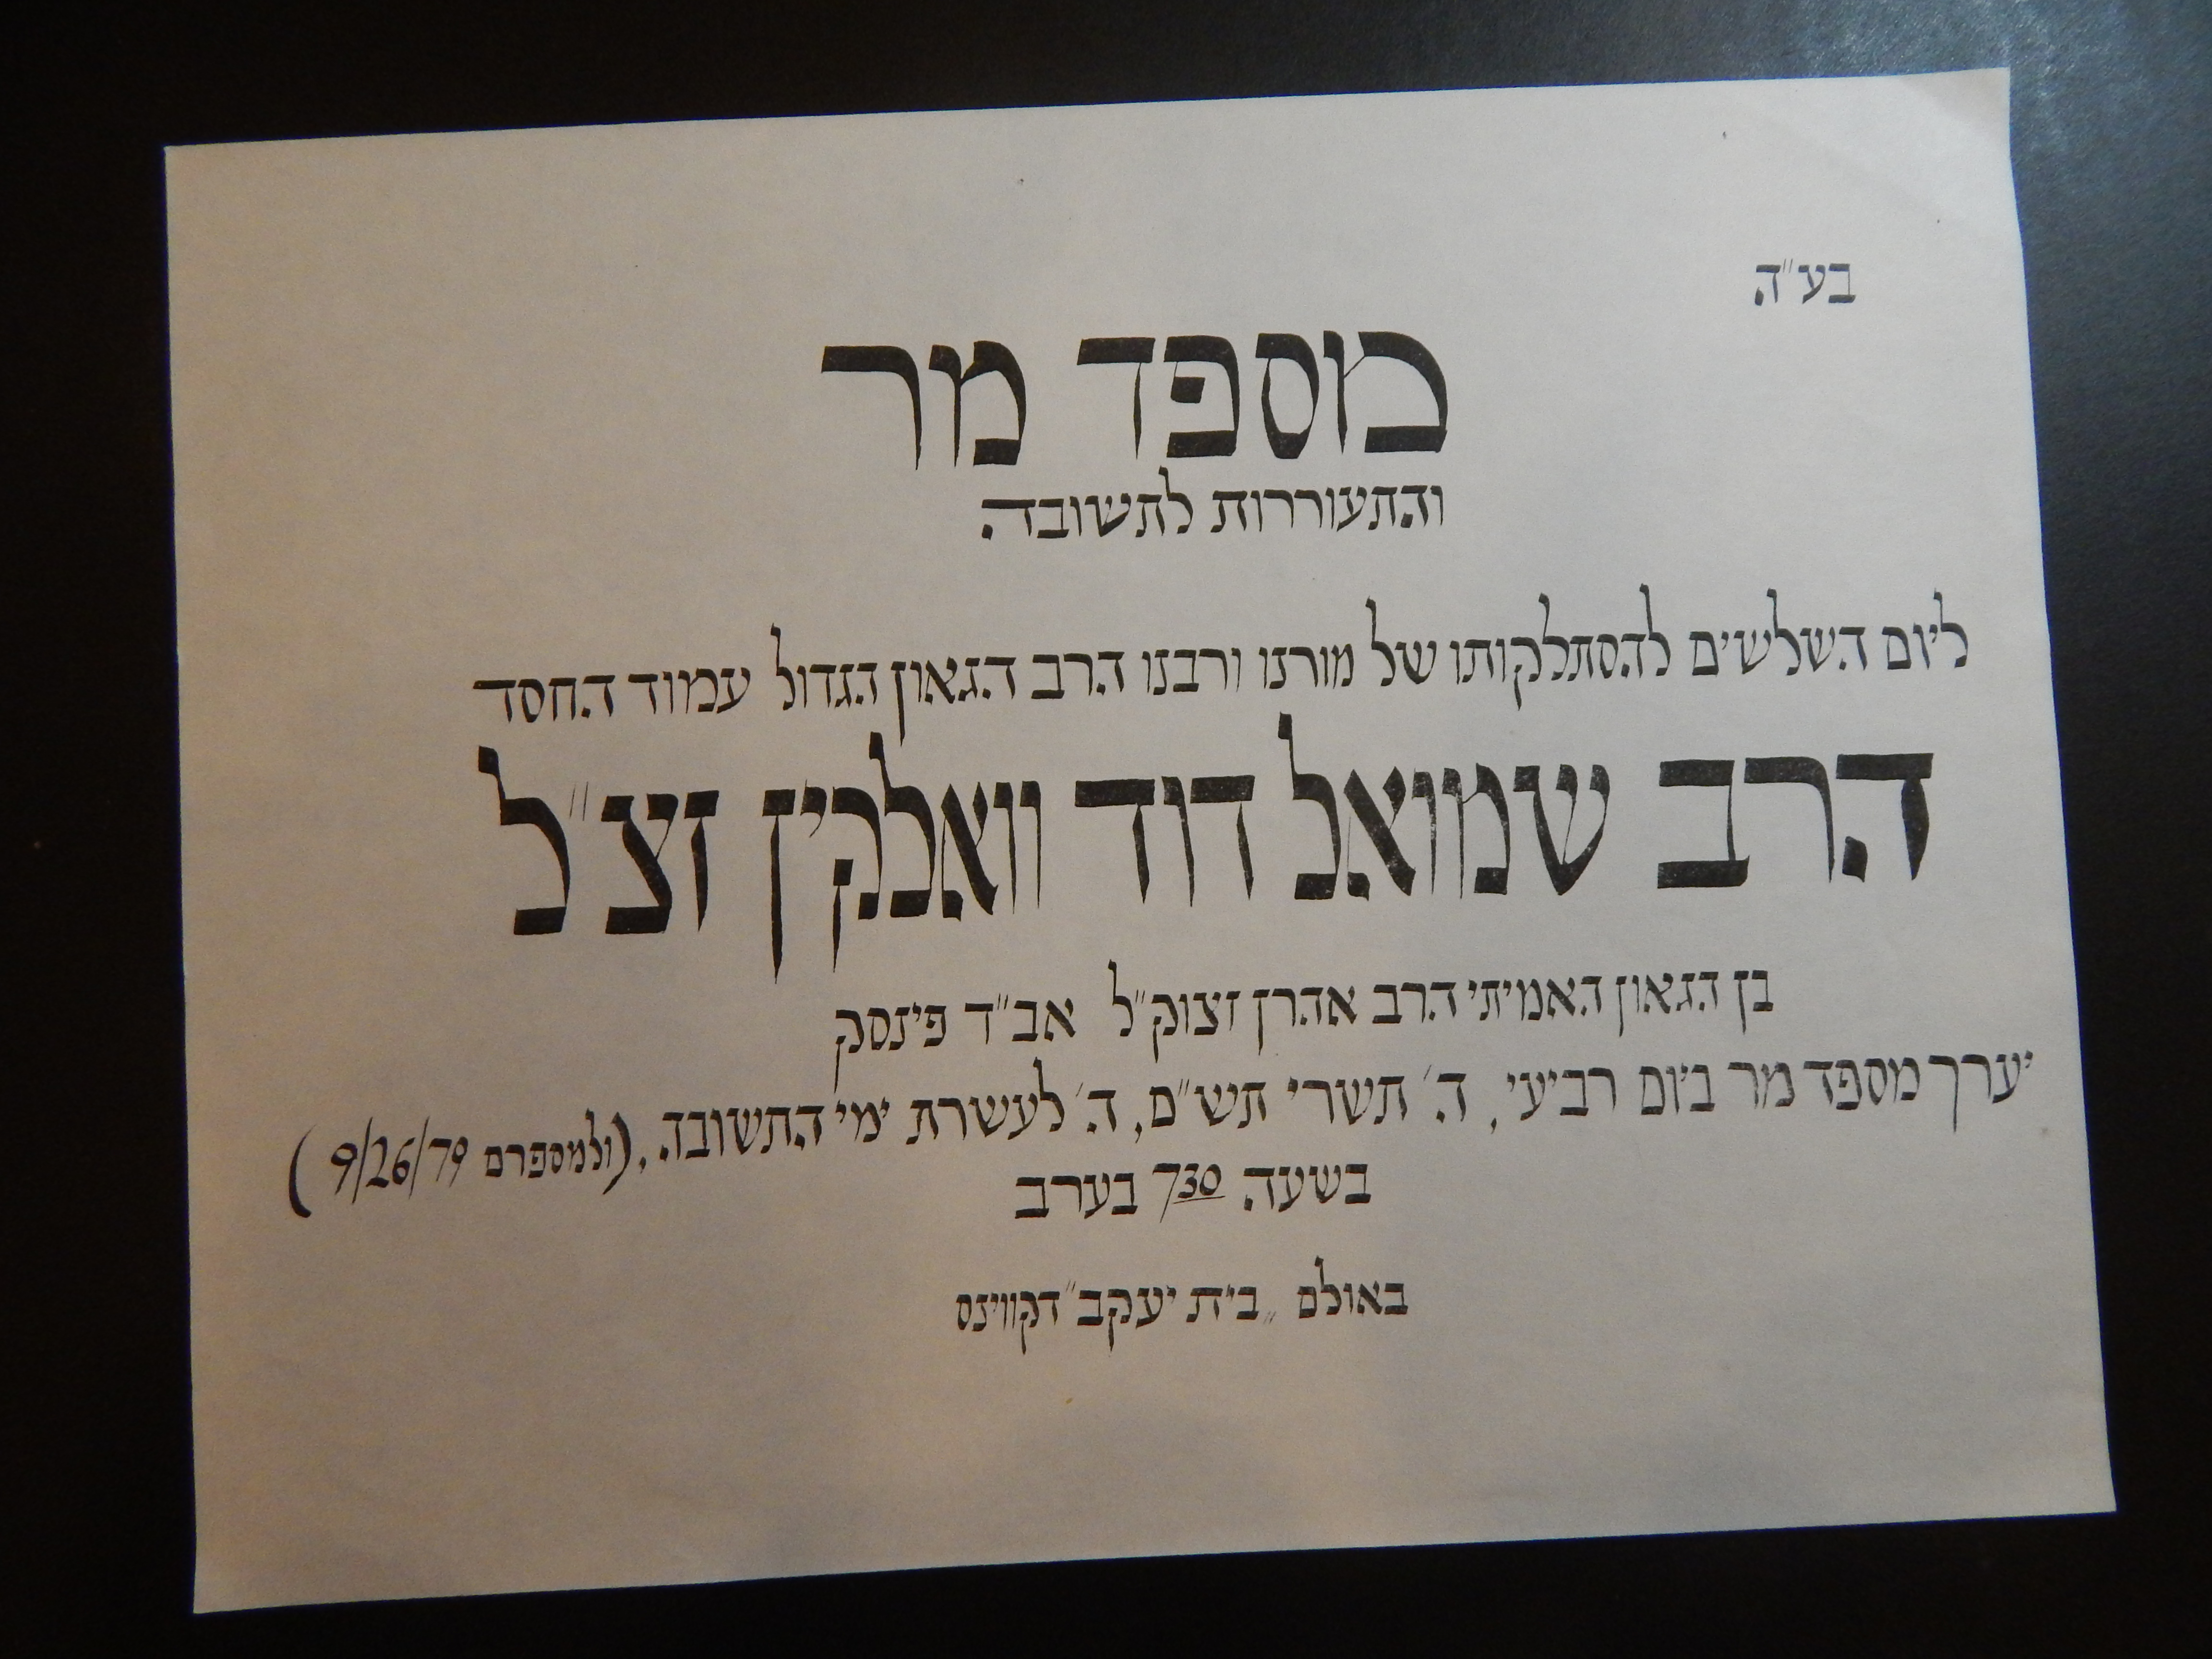 בע"ה
מספד מר
והתעוררות לתשובה
ליום השלשים להסתלקותו של מורנו ורבנו הרב הגאון הגדול עמוד החסד
הרב שמואל דוד וואלקין זצ"ל
בן הגאון האמיתי הרב אהרן זצוק"ל אב"ד פינסק
יערך מספד מר ביום רביעי, ה' תשרי תש"ם, ה' לעשרת ימי התשובה, (ולמספרם 9/26/79)
בשעה 730 בערב
באולם „בית יעקב" דקווינס